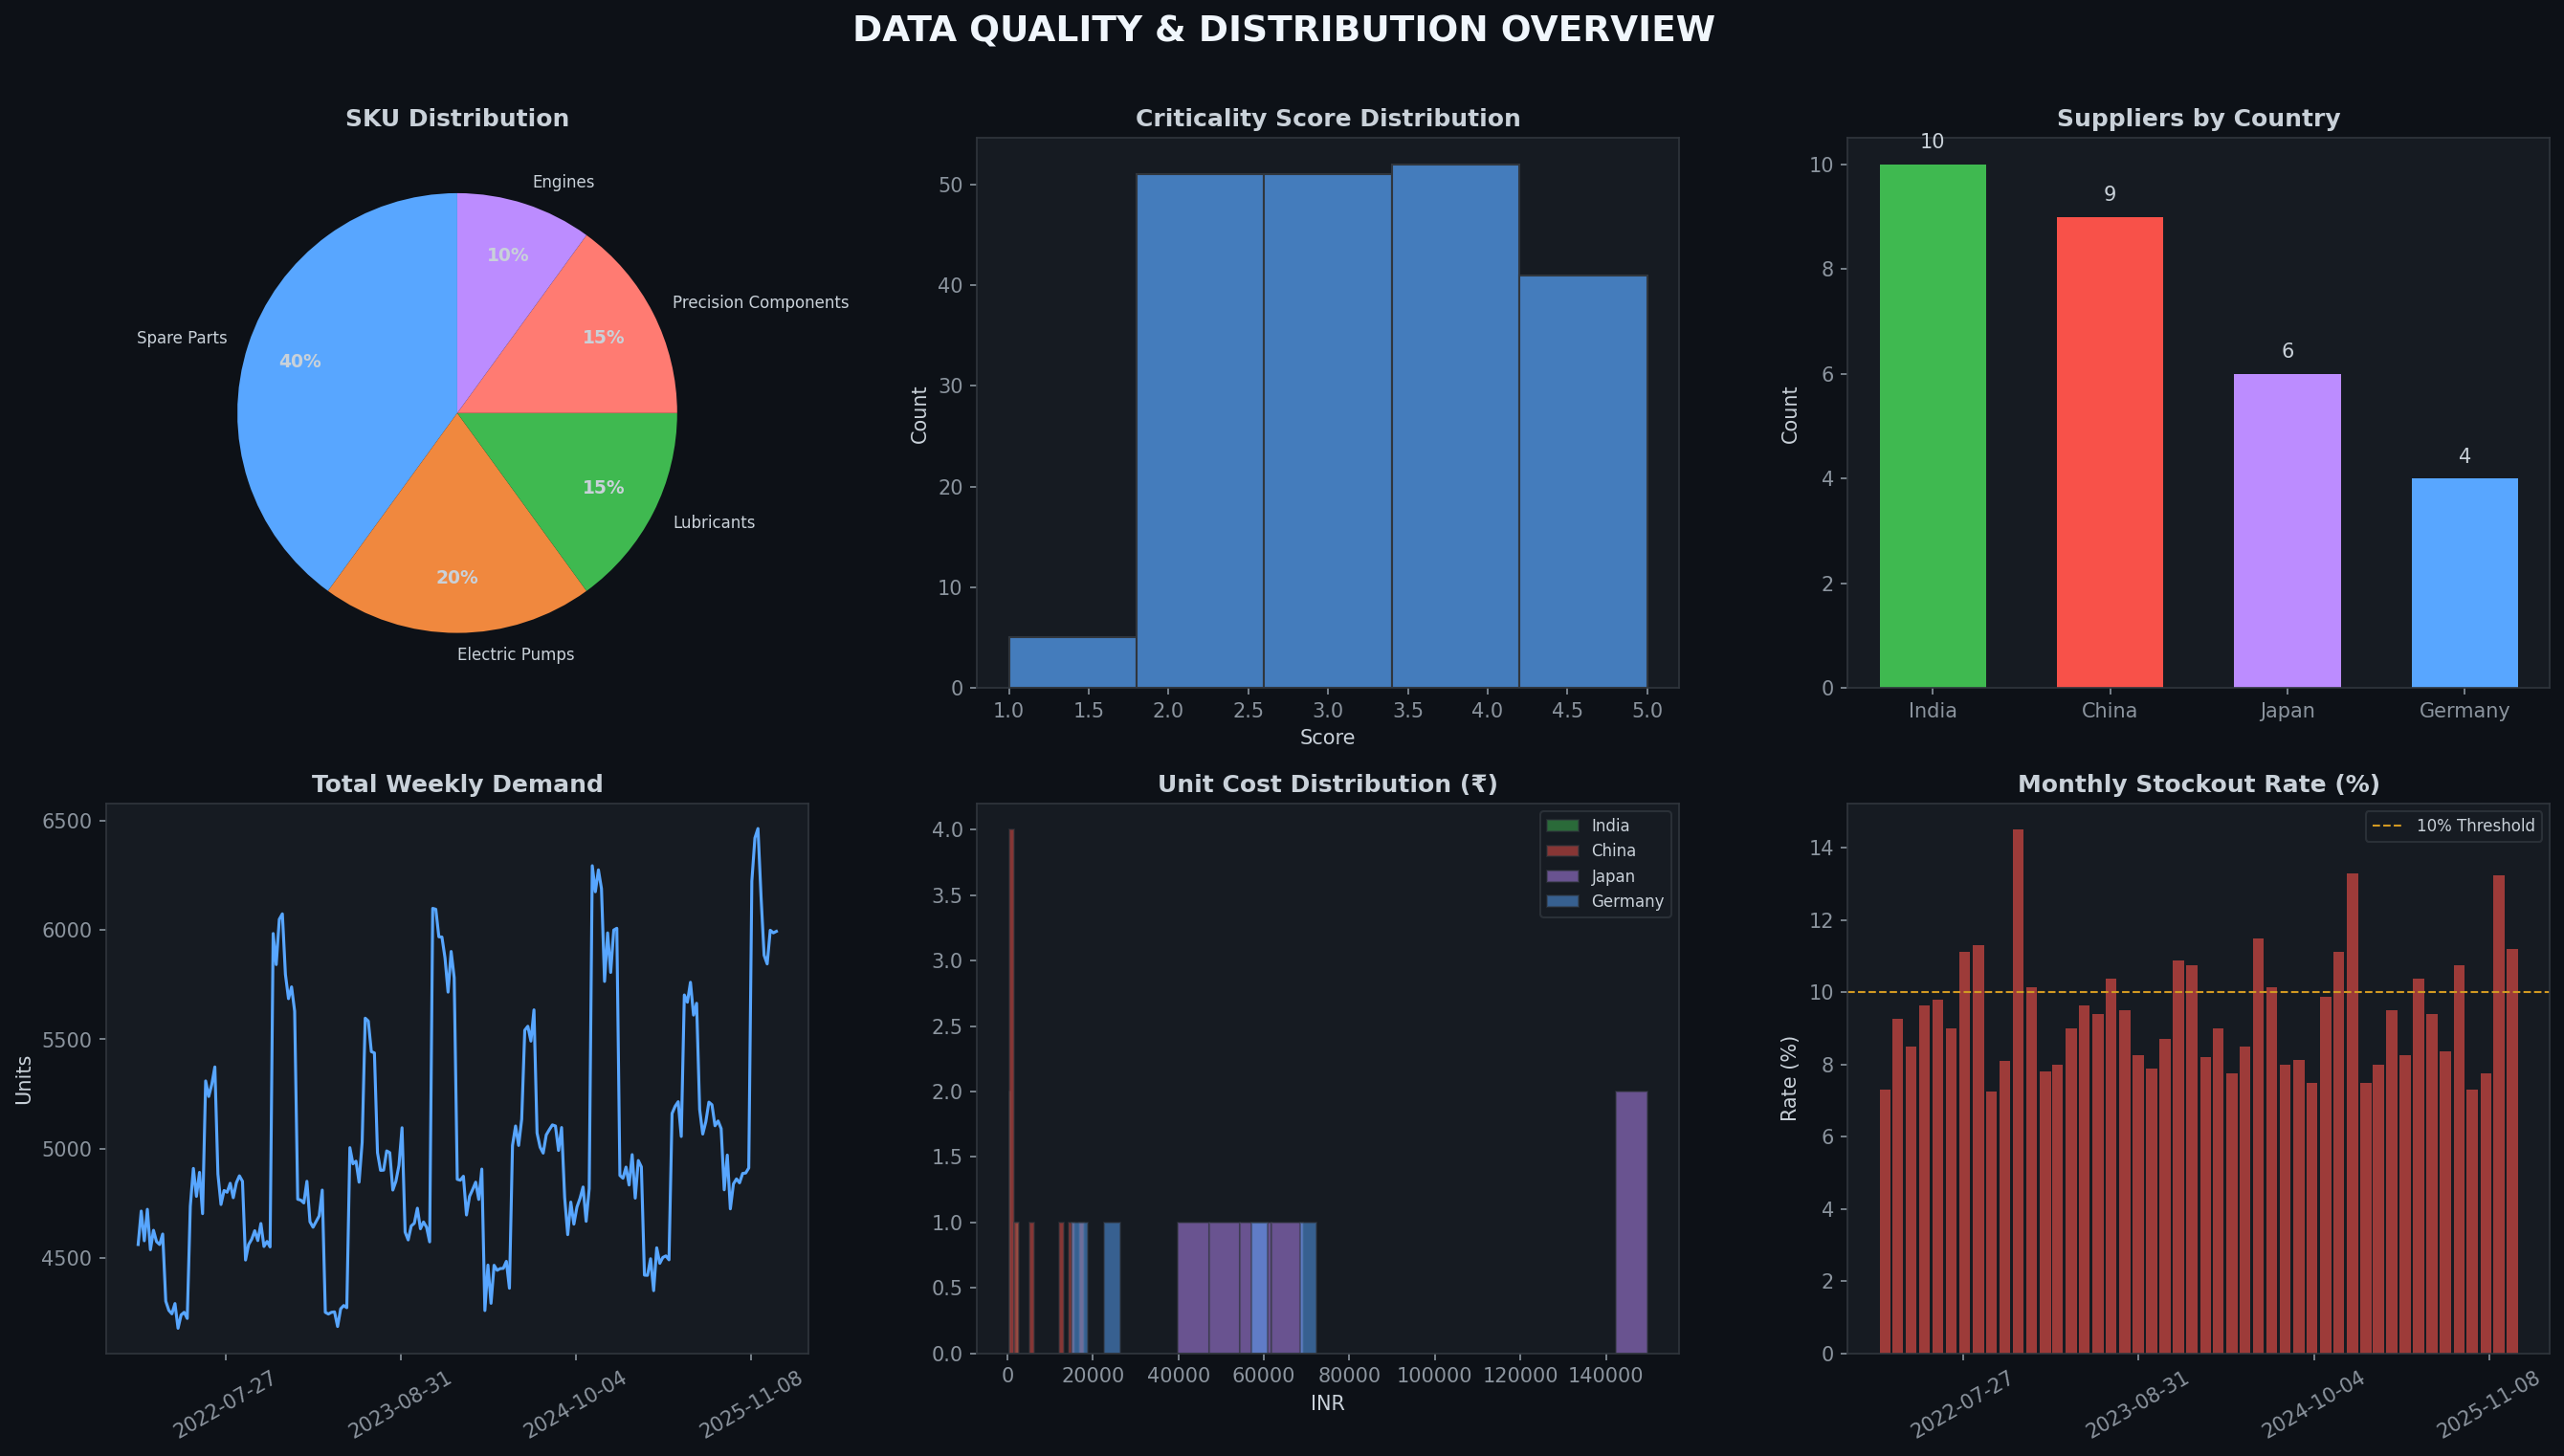 DATA QUALITY & DISTRIBUTION OVERVIEW
SKU Distribution
Engines
10%
Precision Components
15%
Spare Parts
40%
15%
Lubricants
20%
Electric Pumps
Criticality Score Distribution
Count
50
40
30
20
10
0
1.0 1.5 2.0 2.5 3.0 3.5 4.0 4.5 5.0
Score
Suppliers by Country
Count
10
8
6
4
2
0
10
9
6
4
India China Japan Germany
Total Weekly Demand
Units
6500
6000
5500
5000
4500
2022-07-27 2023-08-31 2024-10-04 2025-11-08
Unit Cost Distribution (₹)
4.0
3.5
3.0
2.5
2.0
1.5
1.0
0.5
0.0
India
China
Japan
Germany
0 20000 40000 60000 80000 100000 120000 140000
INR
Monthly Stockout Rate (%)
10% Threshold
Rate (%)
14
12
10
8
6
4
2
0
2022-07-27 2023-08-31 2024-10-04 2025-11-08